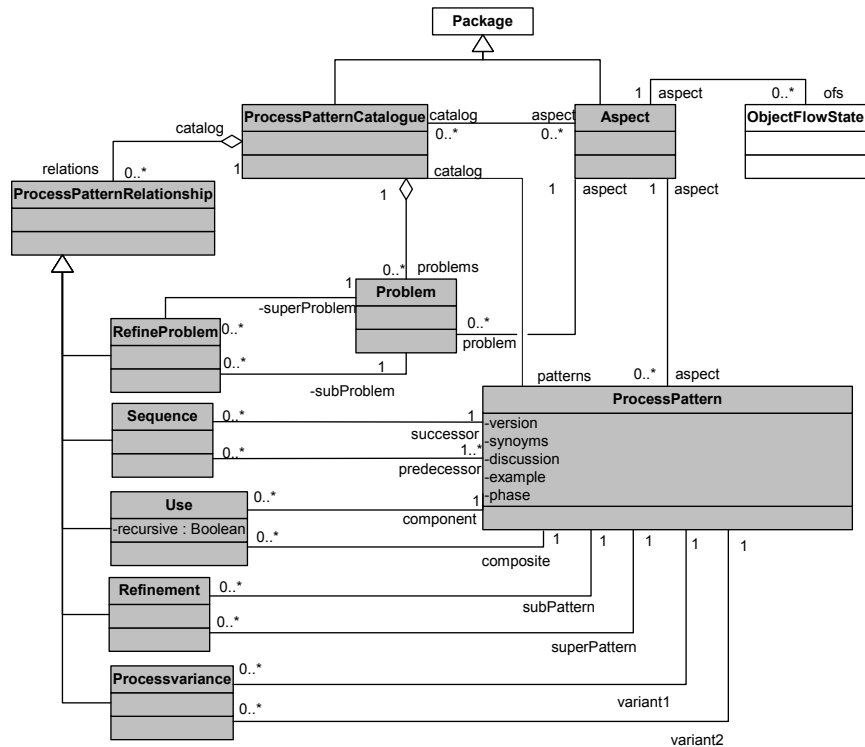 Package
1 aspect
0..* ofs
ProcessPatternCatalogue
catalog
0..*
aspect
0..*
Aspect
ObjectFlowState
catalog
relations
0..*
1
catalog
1
1 aspect
1 aspect
ProcessPatternRelationship
0..* problems
Problem
1
-superProblem
0..*
problem
RefineProblem
0..*
0..*
1
-subProblem
patterns
0..* aspect
ProcessPattern
-version
-synoyms
-discussion
-example
-phase
Sequence
0..*
1
successor
0..*
1..*
predecessor
Use
-recursive : Boolean
0..*
1
component
0..*
1
composite
1
1
1
1
Refinement
0..*
subPattern
0..*
superPattern
Processvariance
0..*
variant1
0..*
variant2